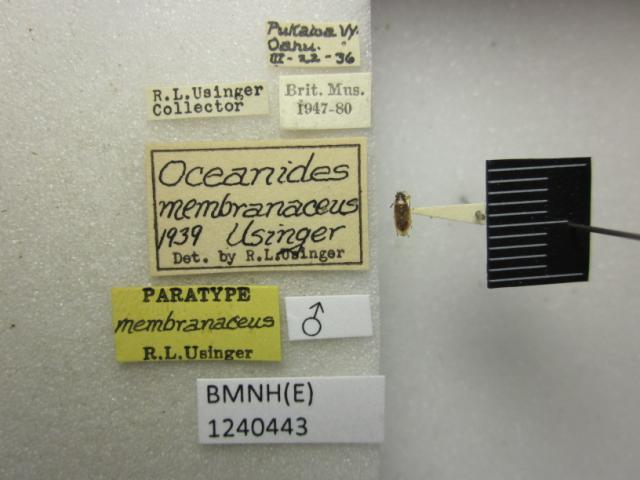 Pukaloa Vy.
Oahu.
III-22-36
R.L.Usinger
Collector
Brit. Mus.
1947-80
Oceanides
membranaceus
1939 Usinger
Det. by R.L.Usinger
PARATYPE
membranaceus
R.L.Usinger
♂
BMNH(E)
1240443